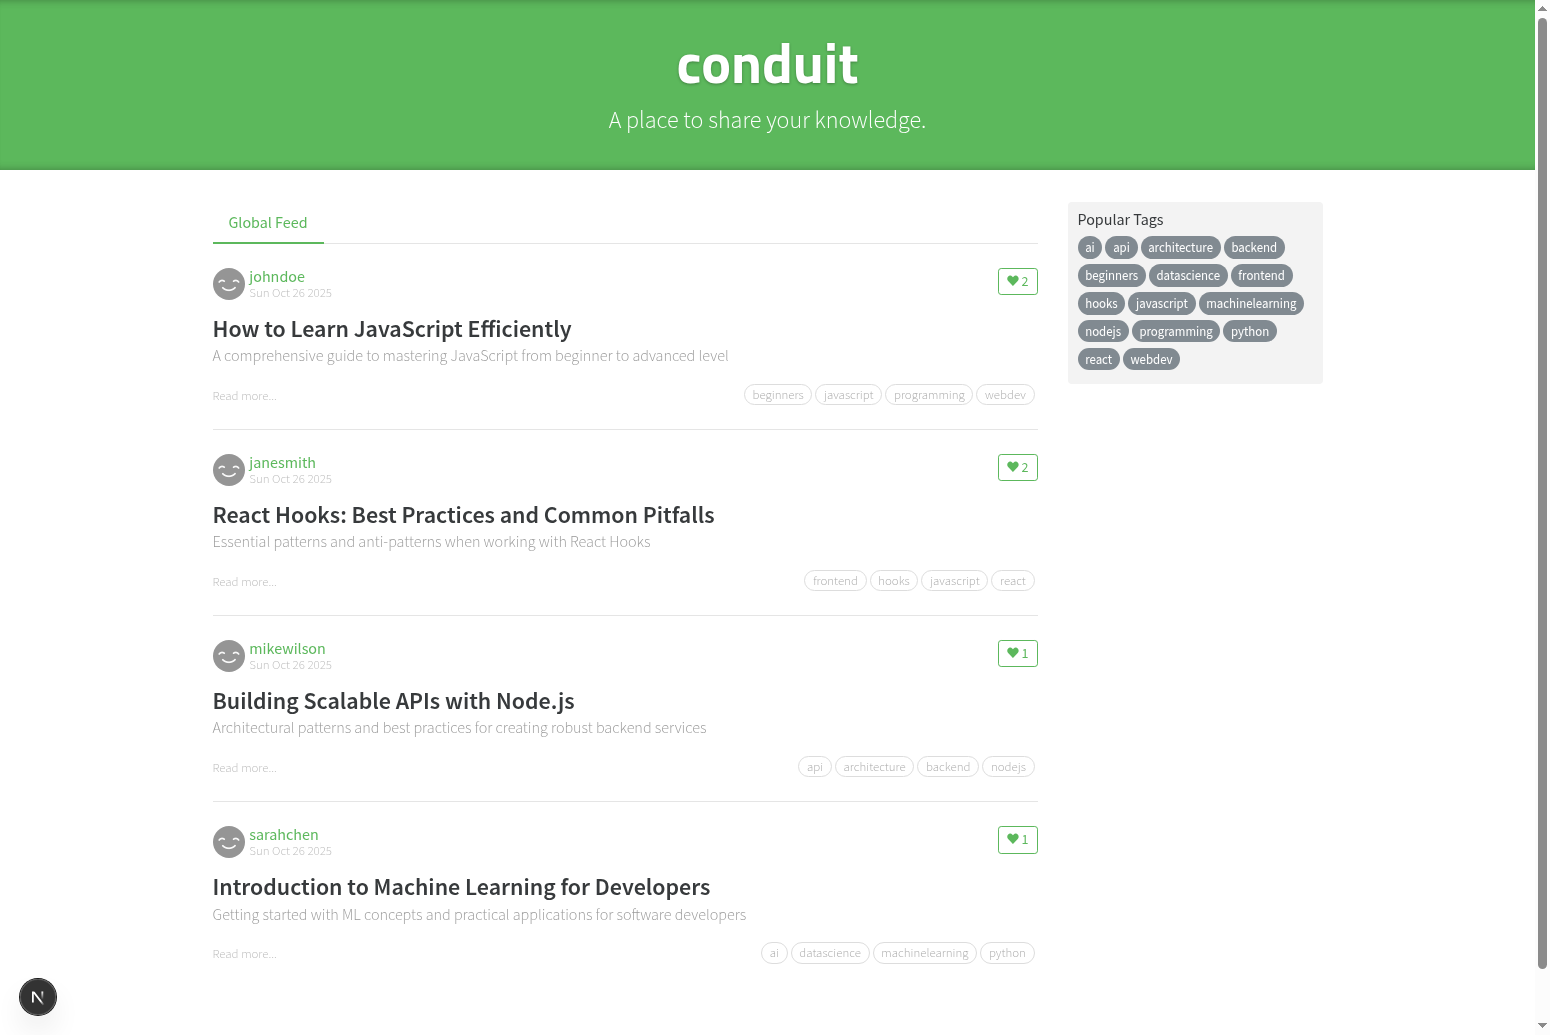 conduit
A place to share your knowledge.
Global Feed
johndoe
Sun Oct 26 2025
2
How to Learn JavaScript Efficiently
A comprehensive guide to mastering JavaScript from beginner to advanced level
Read more...
beginners javascript programming webdev
janesmith
Sun Oct 26 2025
2
React Hooks: Best Practices and Common Pitfalls
Essential patterns and anti-patterns when working with React Hooks
Read more...
frontend hooks javascript react
mikewilson
Sun Oct 26 2025
1
Building Scalable APIs with Node.js
Architectural patterns and best practices for creating robust backend services
Read more...
api architecture backend nodejs
sarahchen
Sun Oct 26 2025
1
Introduction to Machine Learning for Developers
Getting started with ML concepts and practical applications for software developers
Read more...
ai datascience machinelearning python
Popular Tags
ai api architecture backend
beginners datascience frontend
hooks javascript machinelearning
nodejs programming python
react webdev
N